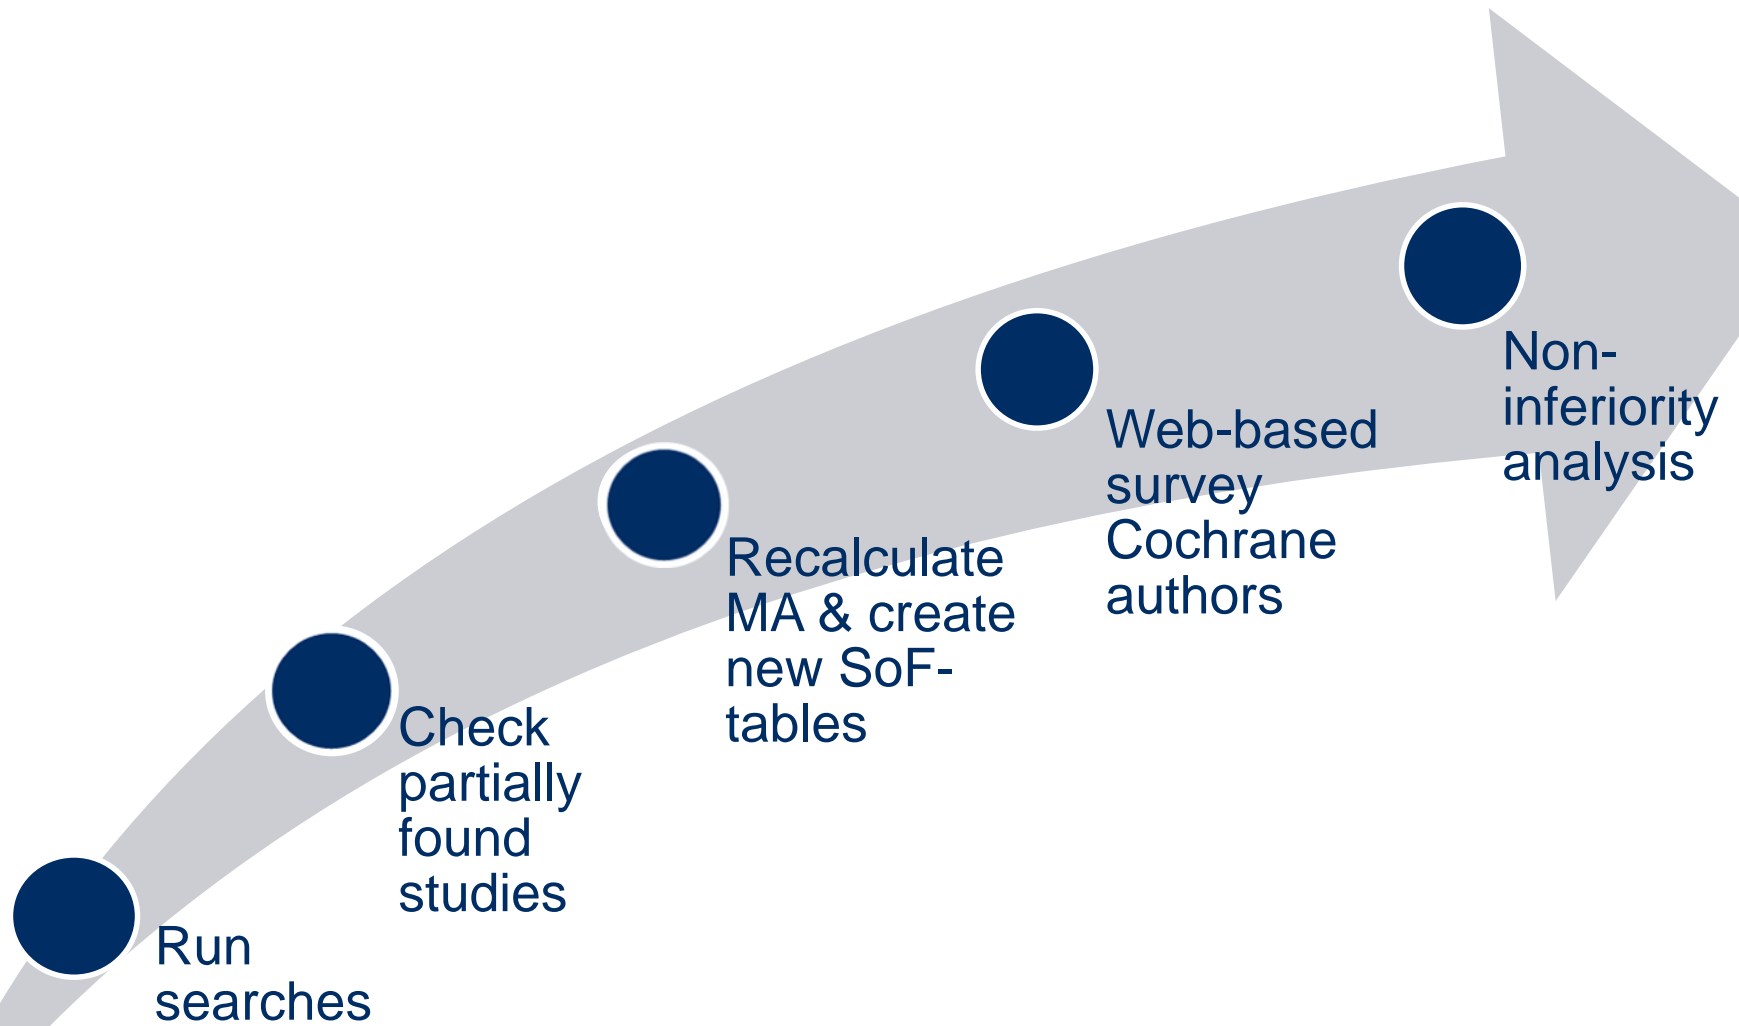 Run
searches
Check
partially
found
studies
Recalculate
MA & create
new SoF-
tables
Web-based
survey
Cochrane
authors
Non-
inferiority
analysis